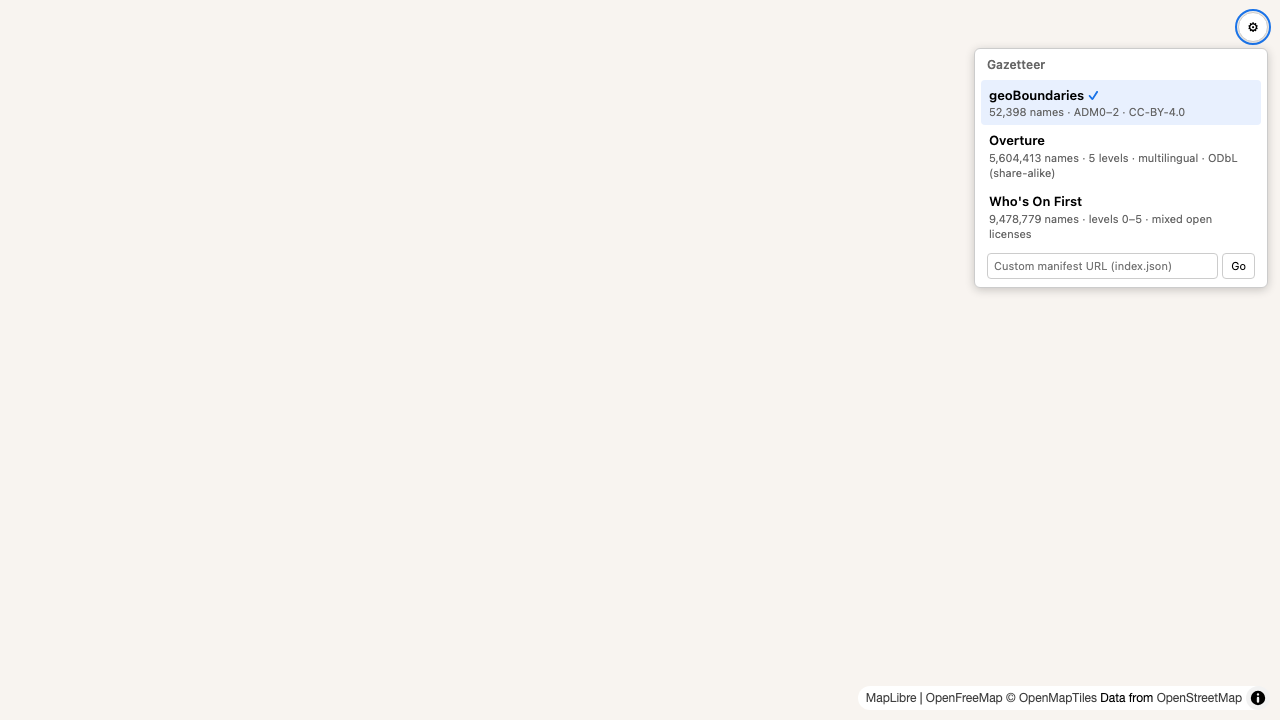 Gazetteer
geoBoundaries ✓
52,398 names · ADM0–2 · CC-BY-4.0
Overture
5,604,413 names · 5 levels · multilingual · ODbL
(share-alike)
Who's On First
9,478,779 names · levels 0–5 · mixed open
licenses
Custom manifest URL (index.json) Go
MapLibre | OpenFreeMap © OpenMapTiles Data from OpenStreetMap